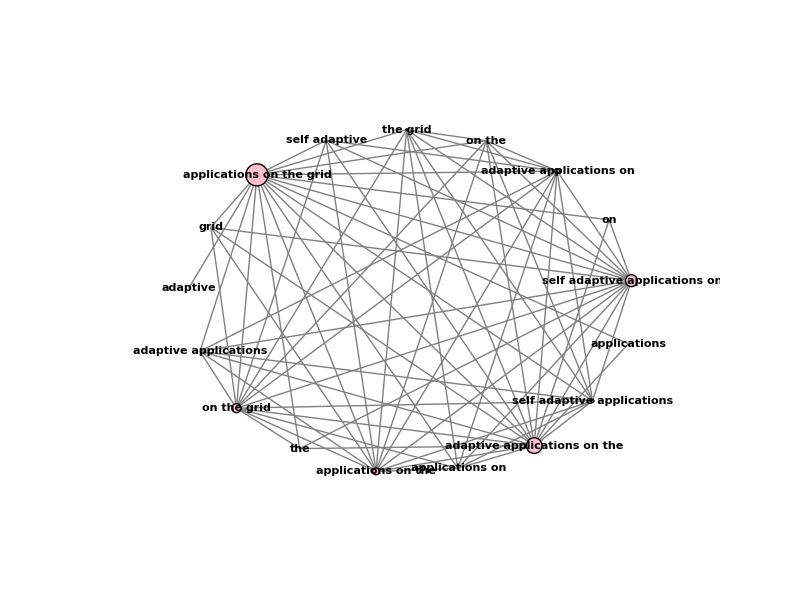 the grid
self adaptive
on the
adaptive applications on
applications on the grid
on
grid
self adaptive applications on
adaptive
applications
adaptive applications
self adaptive applications
on the grid
adaptive applications on the
the
applications on
applications on the